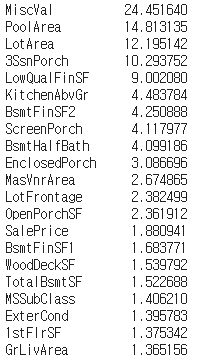 MiscVal 24.451640
PoolArea 14.813135
LotArea 12.195142
3SsnPorch 10.293752
LowQualFinSF 9.002080
KitchenAbvGr 4.483784
BsmtFinSF2 4.250888
ScreenPorch 4.117977
BsmtHalfBath 4.099186
EnclosedPorch 3.086696
MasVnrArea 2.674865
LotFrontage 2.382499
OpenPorchSF 2.361912
SalePrice 1.880941
BsmtFinSF1 1.683771
WoodDeckSF 1.539792
TotalBsmtSF 1.522688
MSSubClass 1.406210
ExterCond 1.395783
1stFlrSF 1.375342
GrLivArea 1.365156